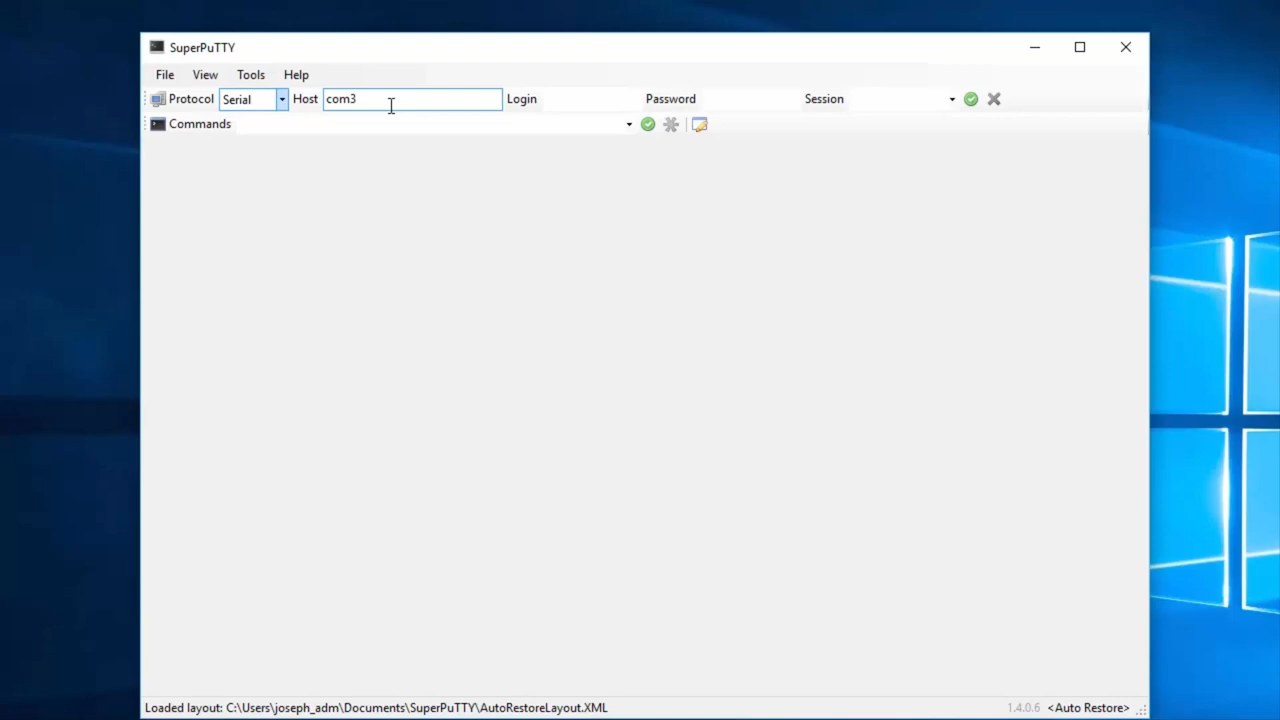 SuperPuTTY
File View Tools Help
Protocol Serial Host com3 Login Password Session
Commands
Loaded layout: C:\Users\joseph_adm\Documents\SuperPuTTY\AutoRestoreLayout.XML 1.4.0.6 <Auto Restore>